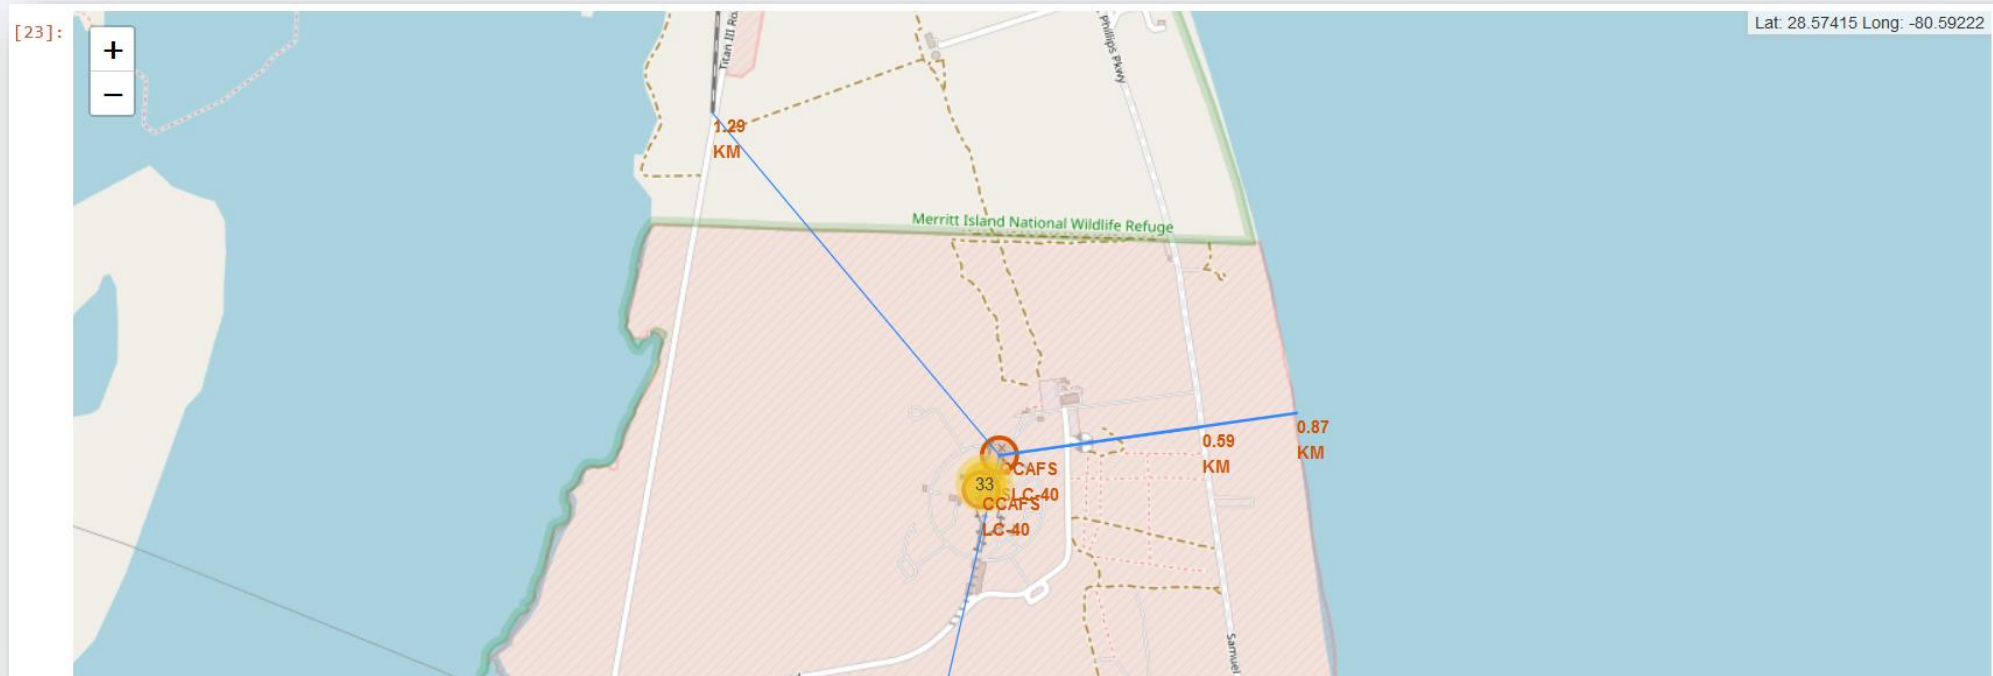 [23]:
+
−
Lat: 28.57415 Long: -80.59222
Titan III Ro
Phillips Pkwy
1.29
KM
Merritt Island National Wildlife Refuge
0.87
KM
0.59
KM
CCAFS
SLC-40
33
CCAFS
LC-40
Samuel